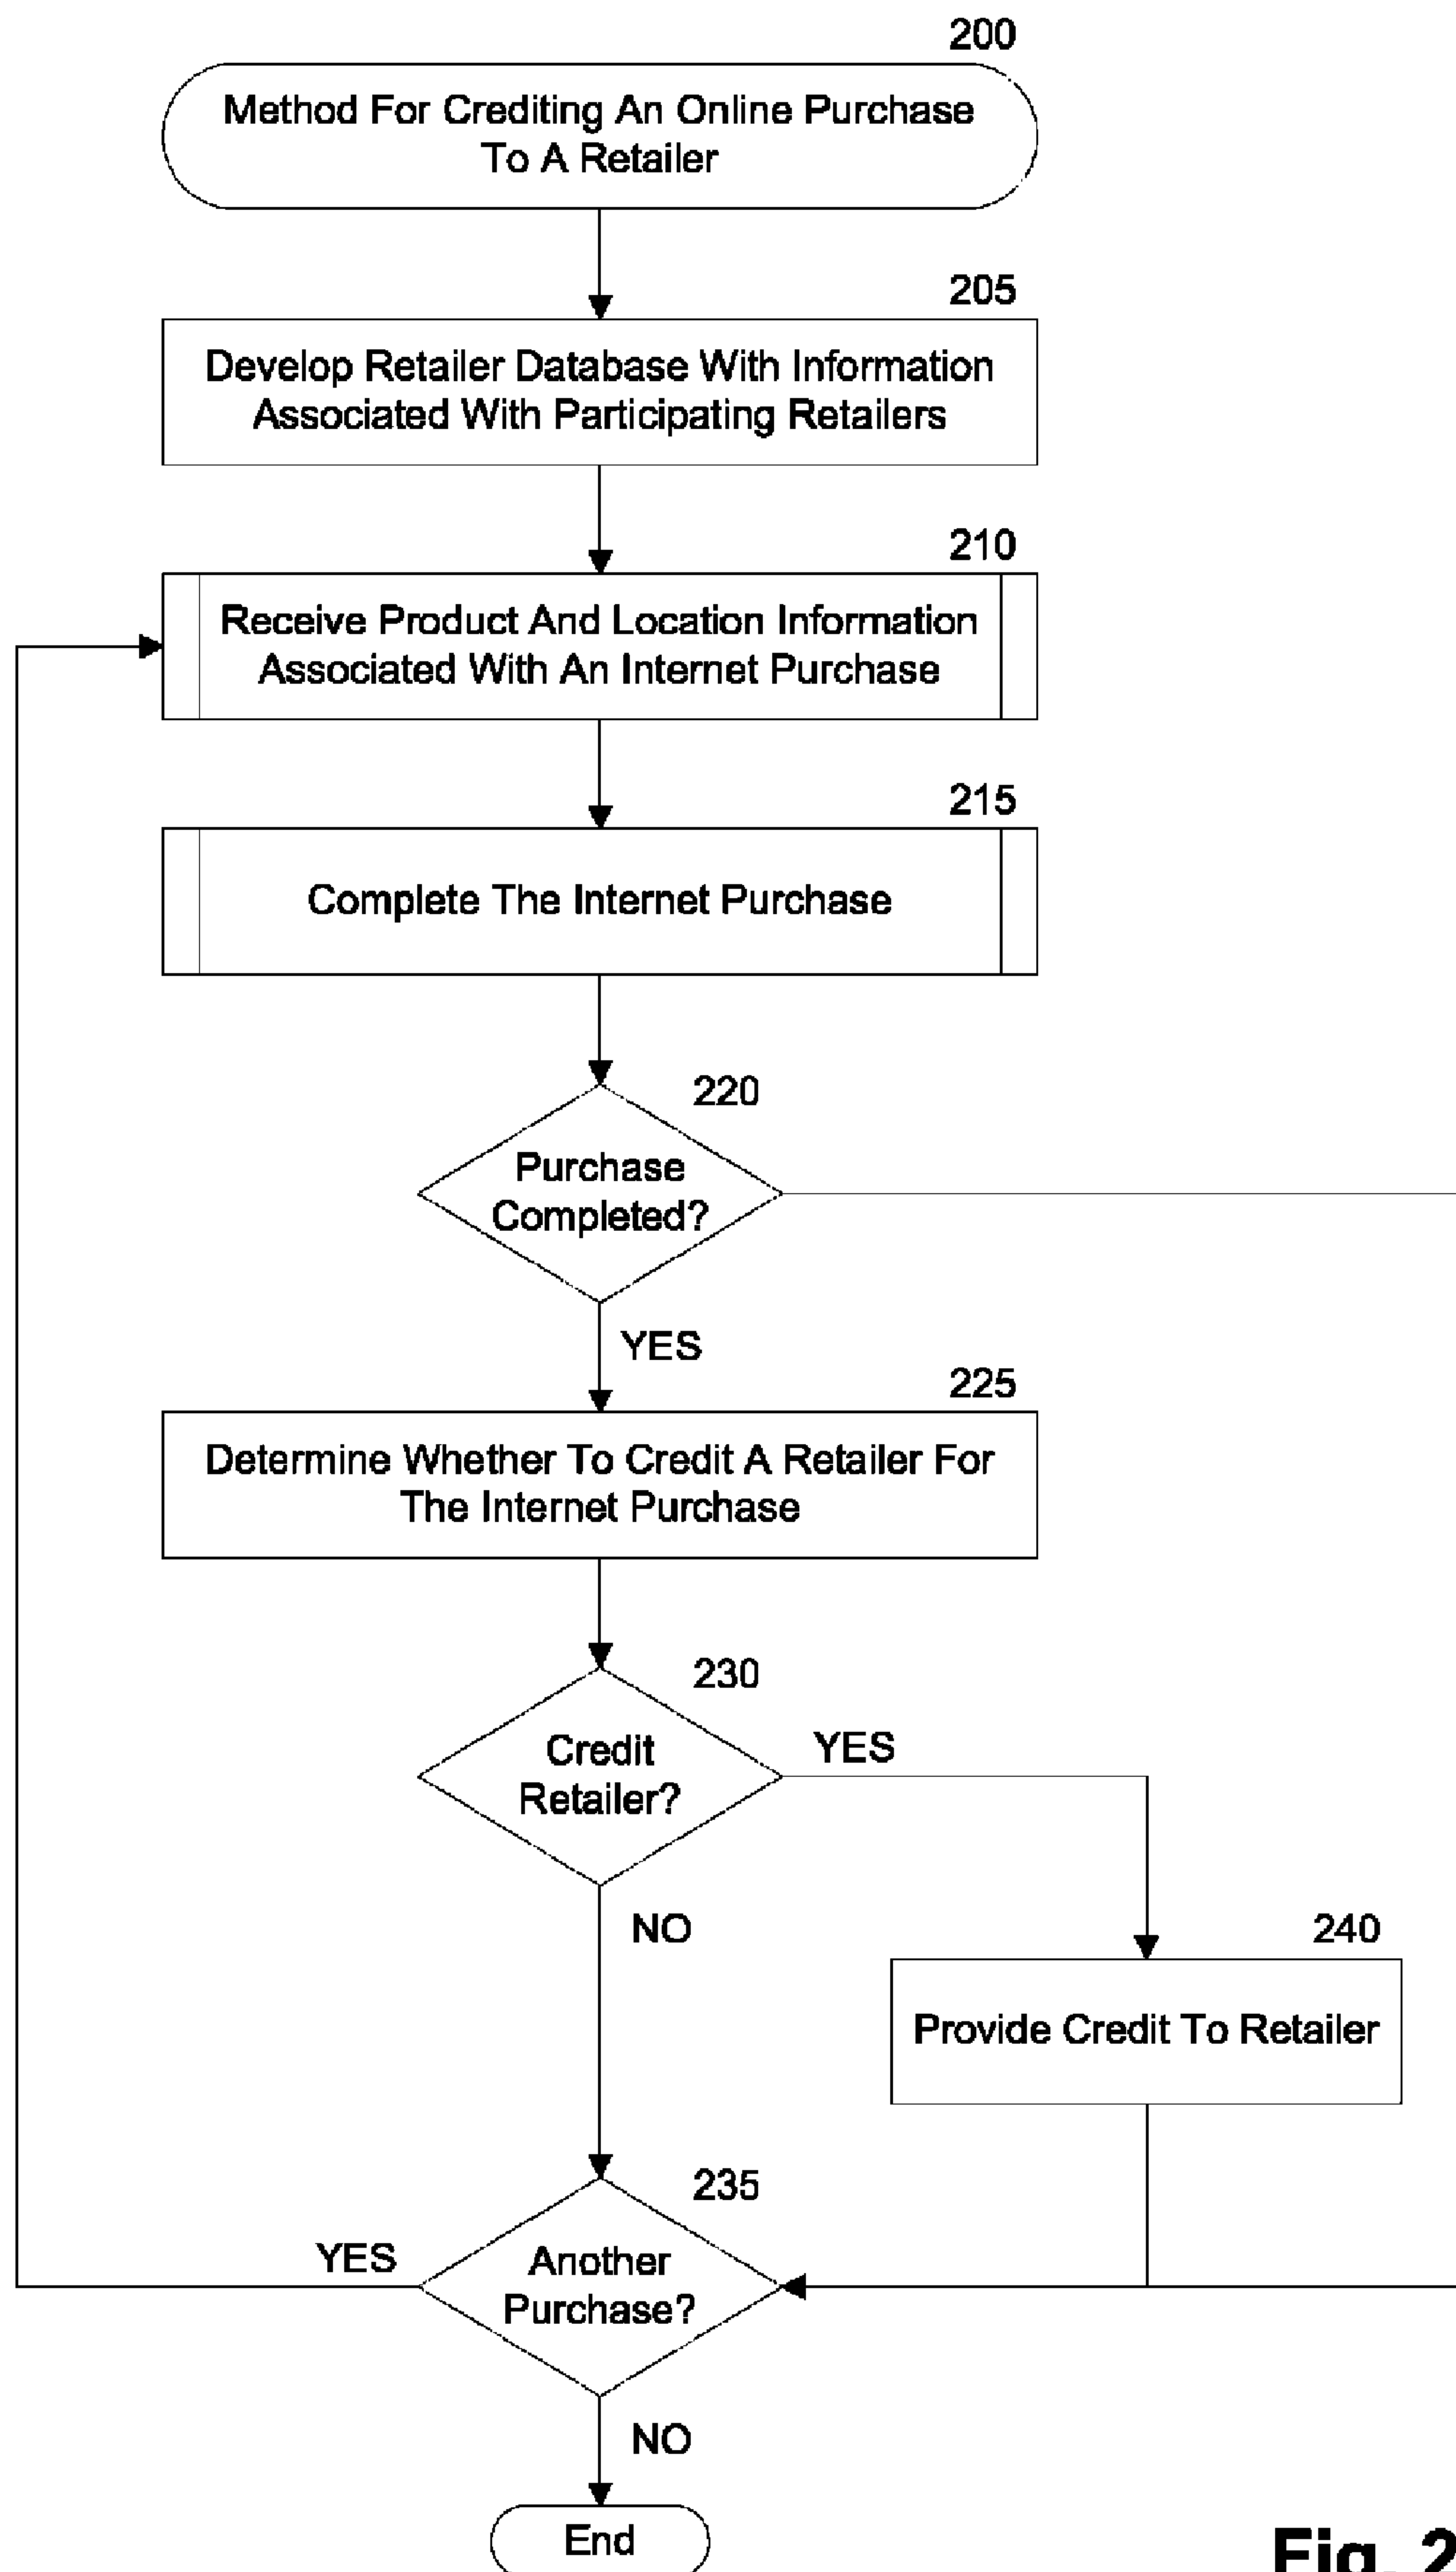 200
Method For Crediting An Online Purchase
To A Retailer
205
Develop Retailer Database With Information
Associated With Participating Retailers
210
Receive Product And Location Information
Associated With An Internet Purchase
215
Complete The Internet Purchase
220
Purchase
Completed?
YES
225
Determine Whether To Credit A Retailer For
The Internet Purchase
230
Credit
Retailer?
YES
NO
240
Provide Credit To Retailer
235
Another
Purchase?
YES
NO
End
Fig. 2